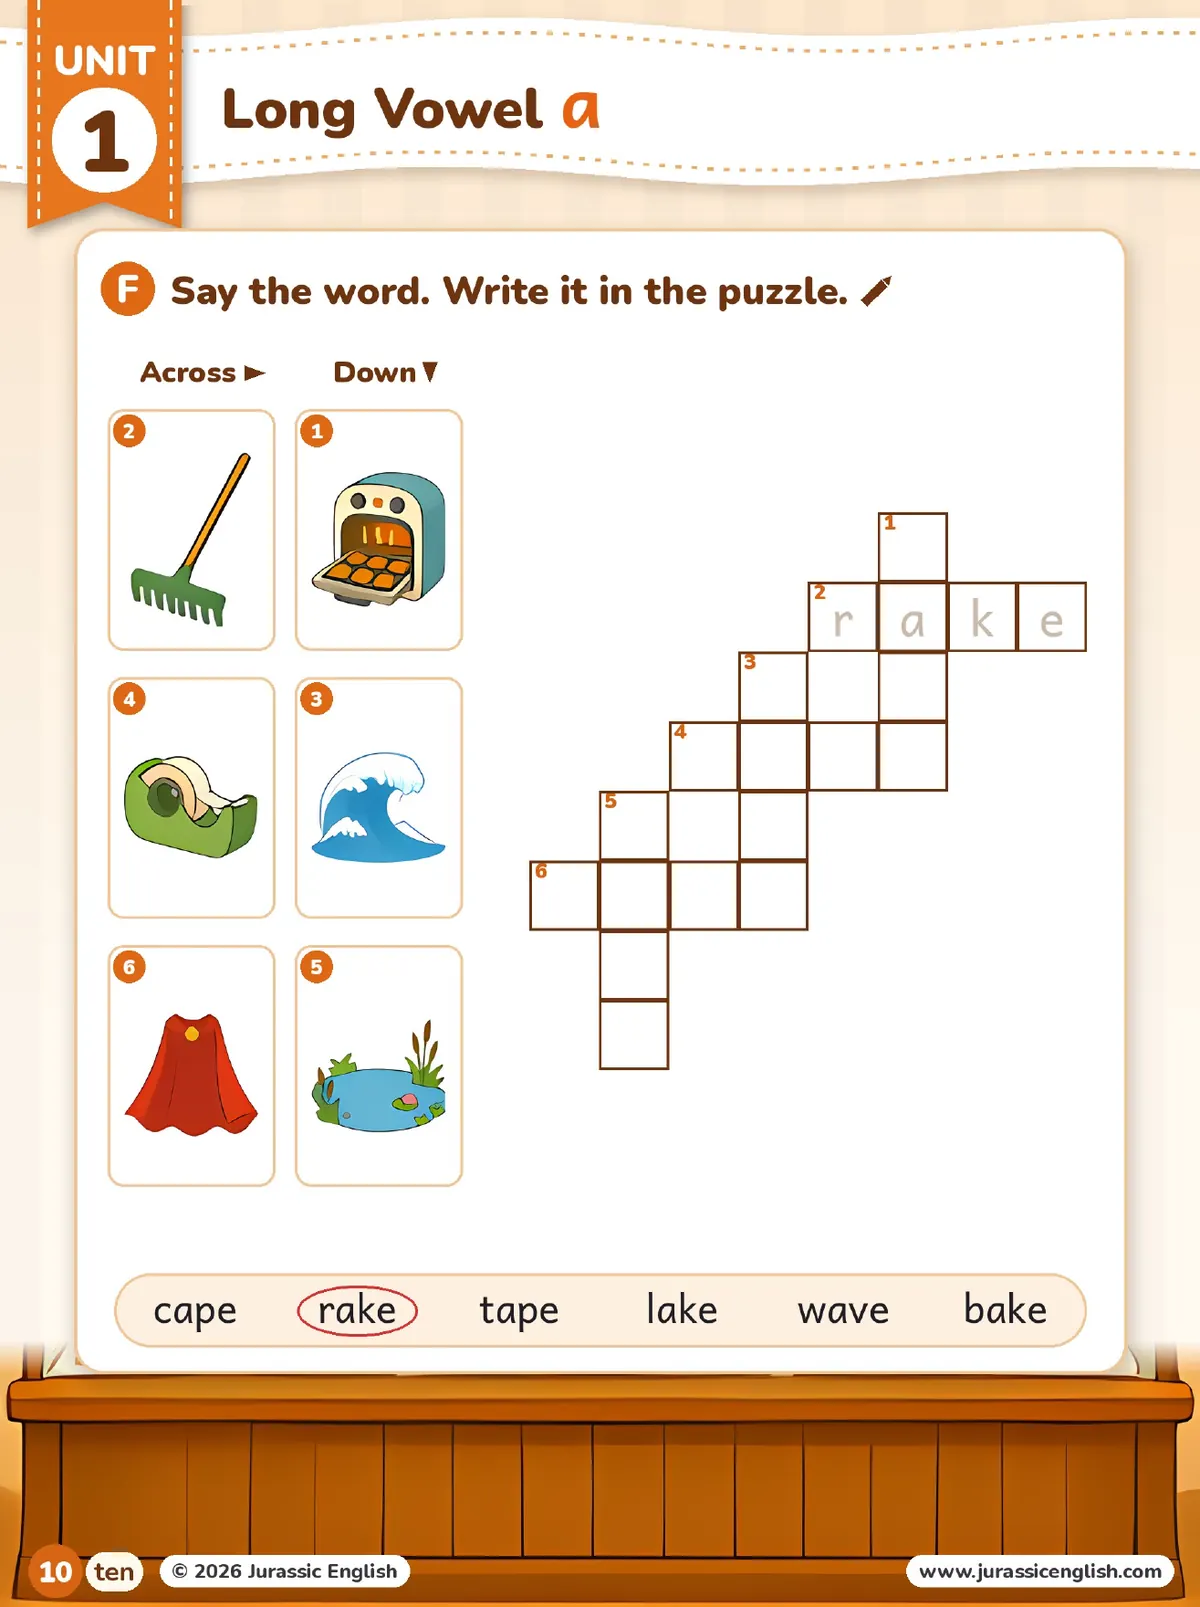 UNIT
1
Long Vowel a
F Say the word. Write it in the puzzle.
Across Down
2 1
4 3
6 5
1
2 r a k e
3
4
5
6
cape rake tape lake wave bake
10 ten © 2026 Jurassic English www.jurassicenglish.com